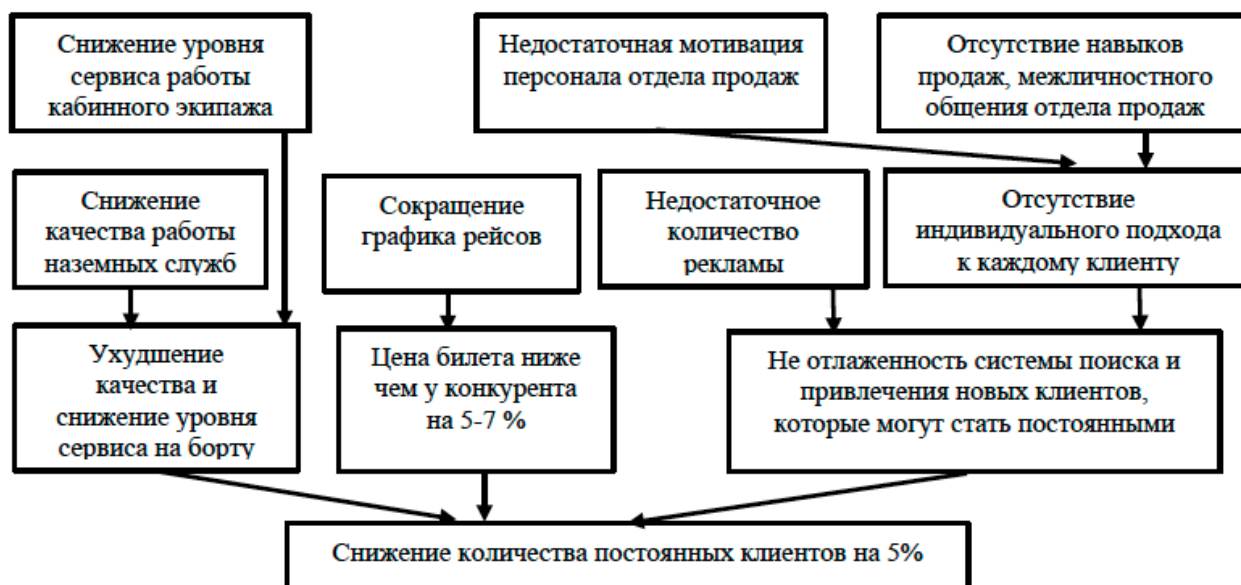 Снижение уровня
сервиса работы
кабинного экипажа
Недостаточная мотивация
персонала отдела продаж
Отсутствие навыков
продаж, межличностного
общения отдела продаж
Снижение
качества работы
наземных служб
Сокращение
графика рейсов
Недостаточное
количество
рекламы
Отсутствие
индивидуального подхода
к каждому клиенту
Ухудшение
качества и
снижение уровня
сервиса на борту
Цена билета ниже
чем у конкурента
на 5-7 %
Не отлаженность системы поиска и
привлечения новых клиентов,
которые могут стать постоянными
Снижение количества постоянных клиентов на 5%